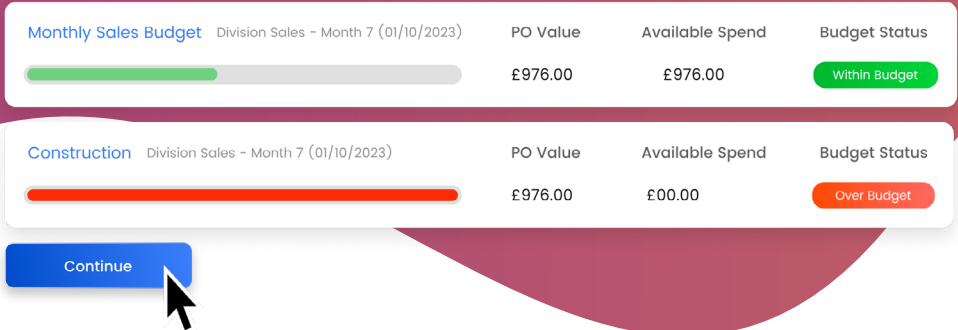 Monthly Sales Budget Division Sales - Month 7 (01/10/2023) PO Value Available Spend Budget Status
£976.00 £976.00 Within Budget
Construction Division Sales - Month 7 (01/10/2023) PO Value Available Spend Budget Status
£976.00 £00.00 Over Budget
Continue